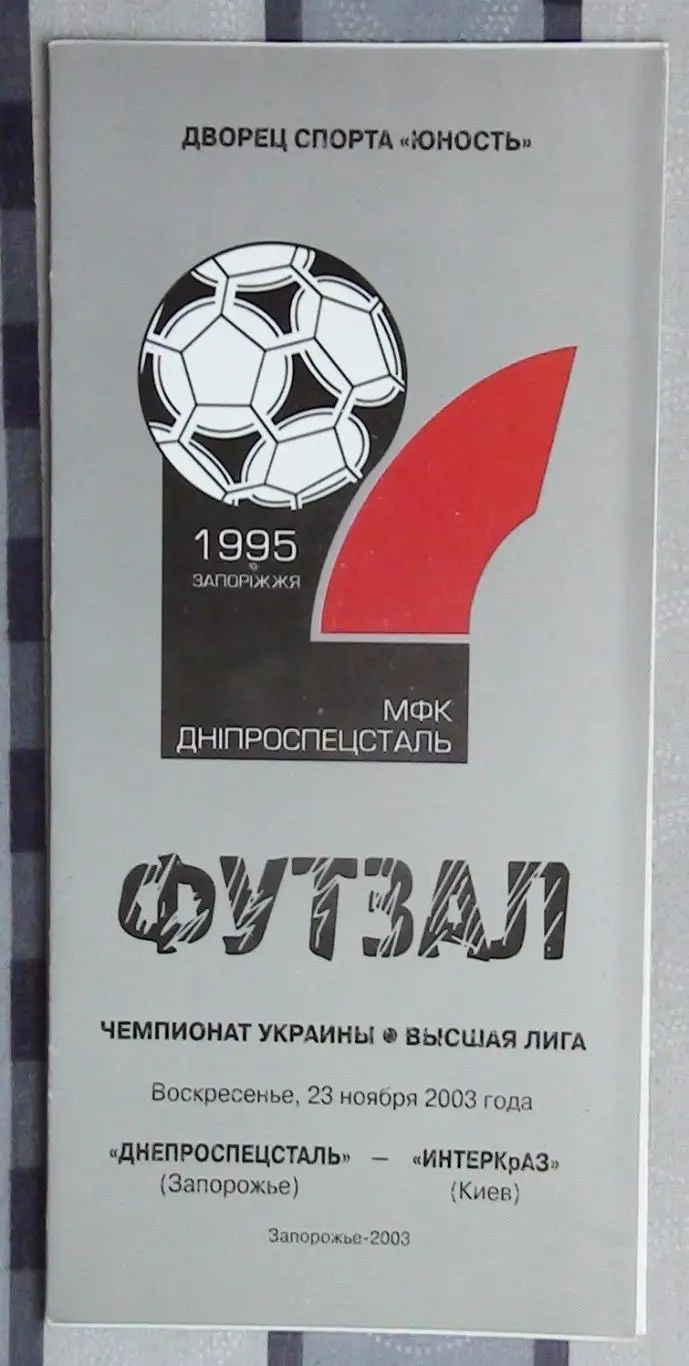 ДВОРЕЦ СПОРТА «ЮНОСТЬ»
1995
ЗАПОРІЖЖЯ
МФК
ДНІПРОСПЕЦСТАЛЬ
ФУТЗАЛ
ЧЕМПИОНАТ УКРАИНЫ ВЫСШАЯ ЛИГА
Воскресенье, 23 ноября 2003 года
«ДНЕПРОСПЕЦСТАЛЬ» — «ИНТЕРКрАЗ»
(Запорожье) (Киев)
Запорожье-2003